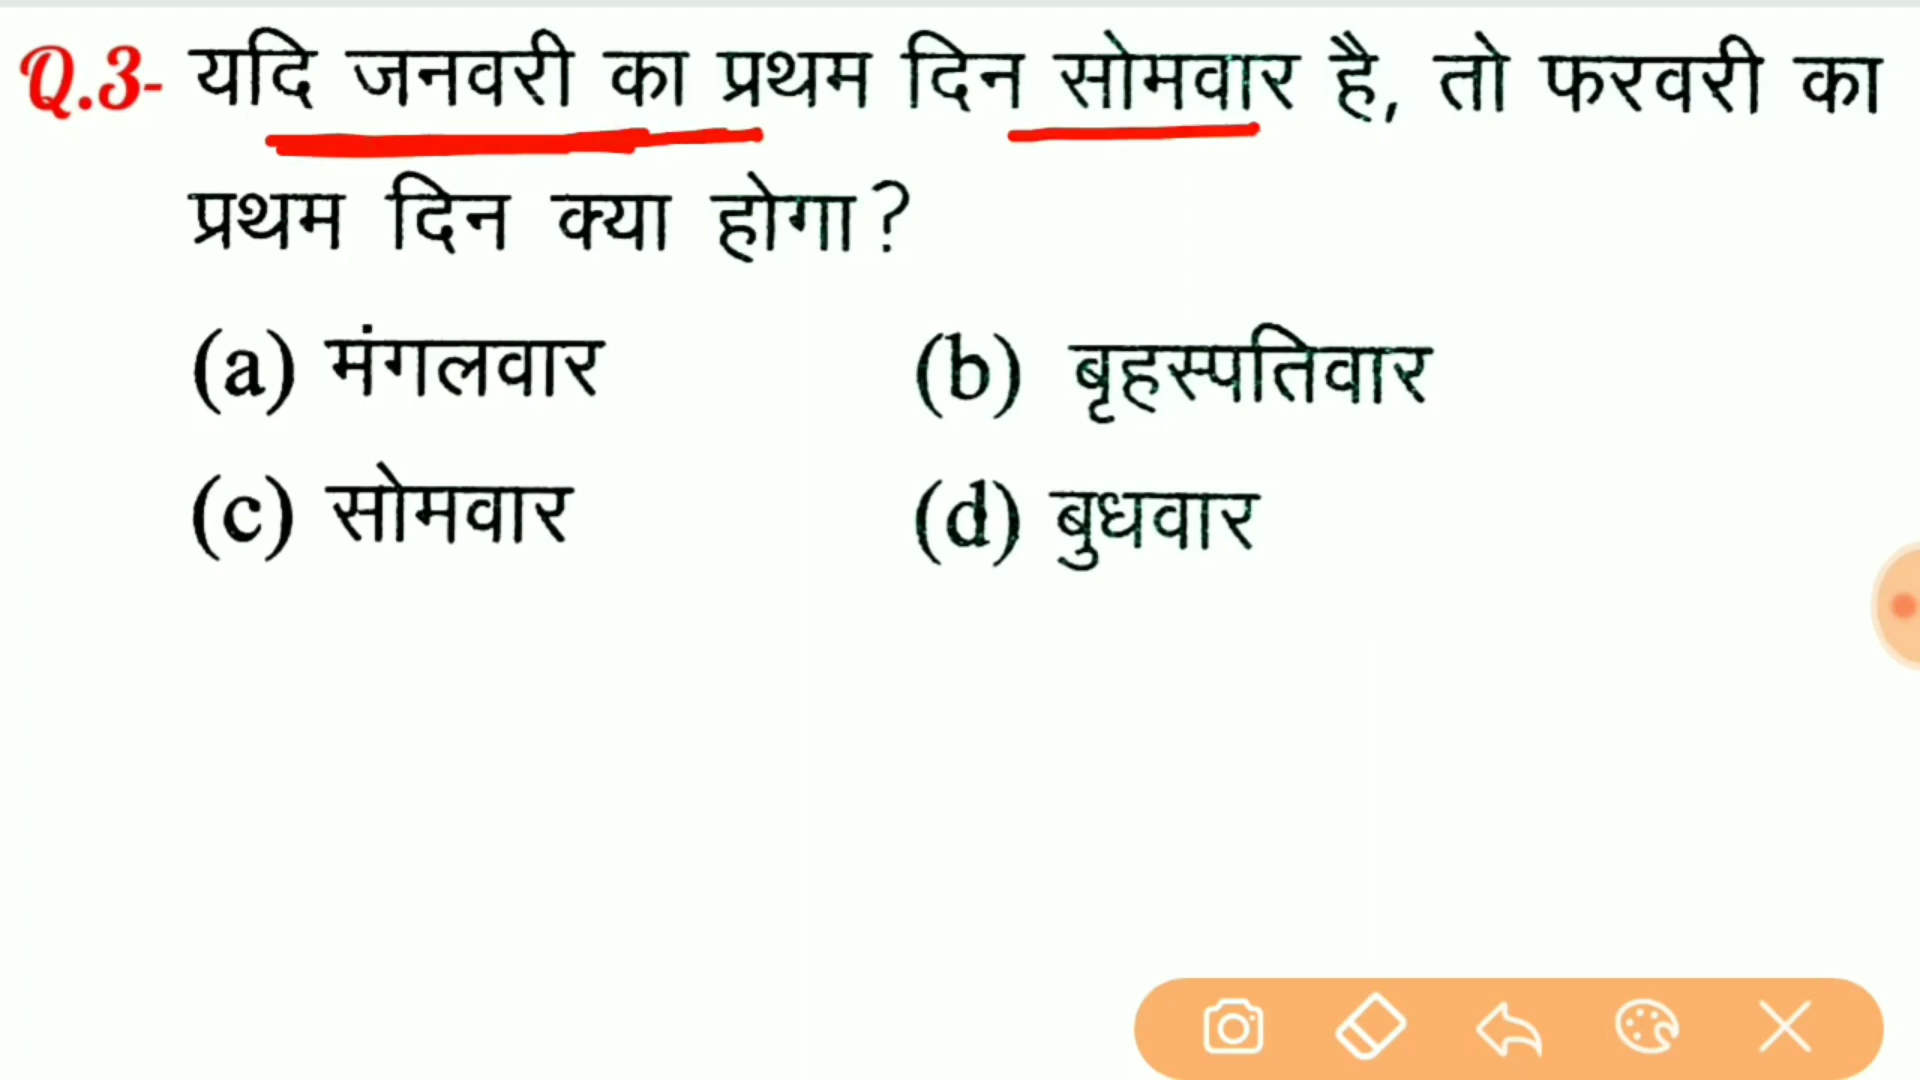 Q.3- यदि जनवरी का प्रथम दिन सोमवार है, तो फरवरी का
प्रथम दिन क्या होगा?
(a) मंगलवार (b) बृहस्पतिवार
(c) सोमवार (d) बुधवार